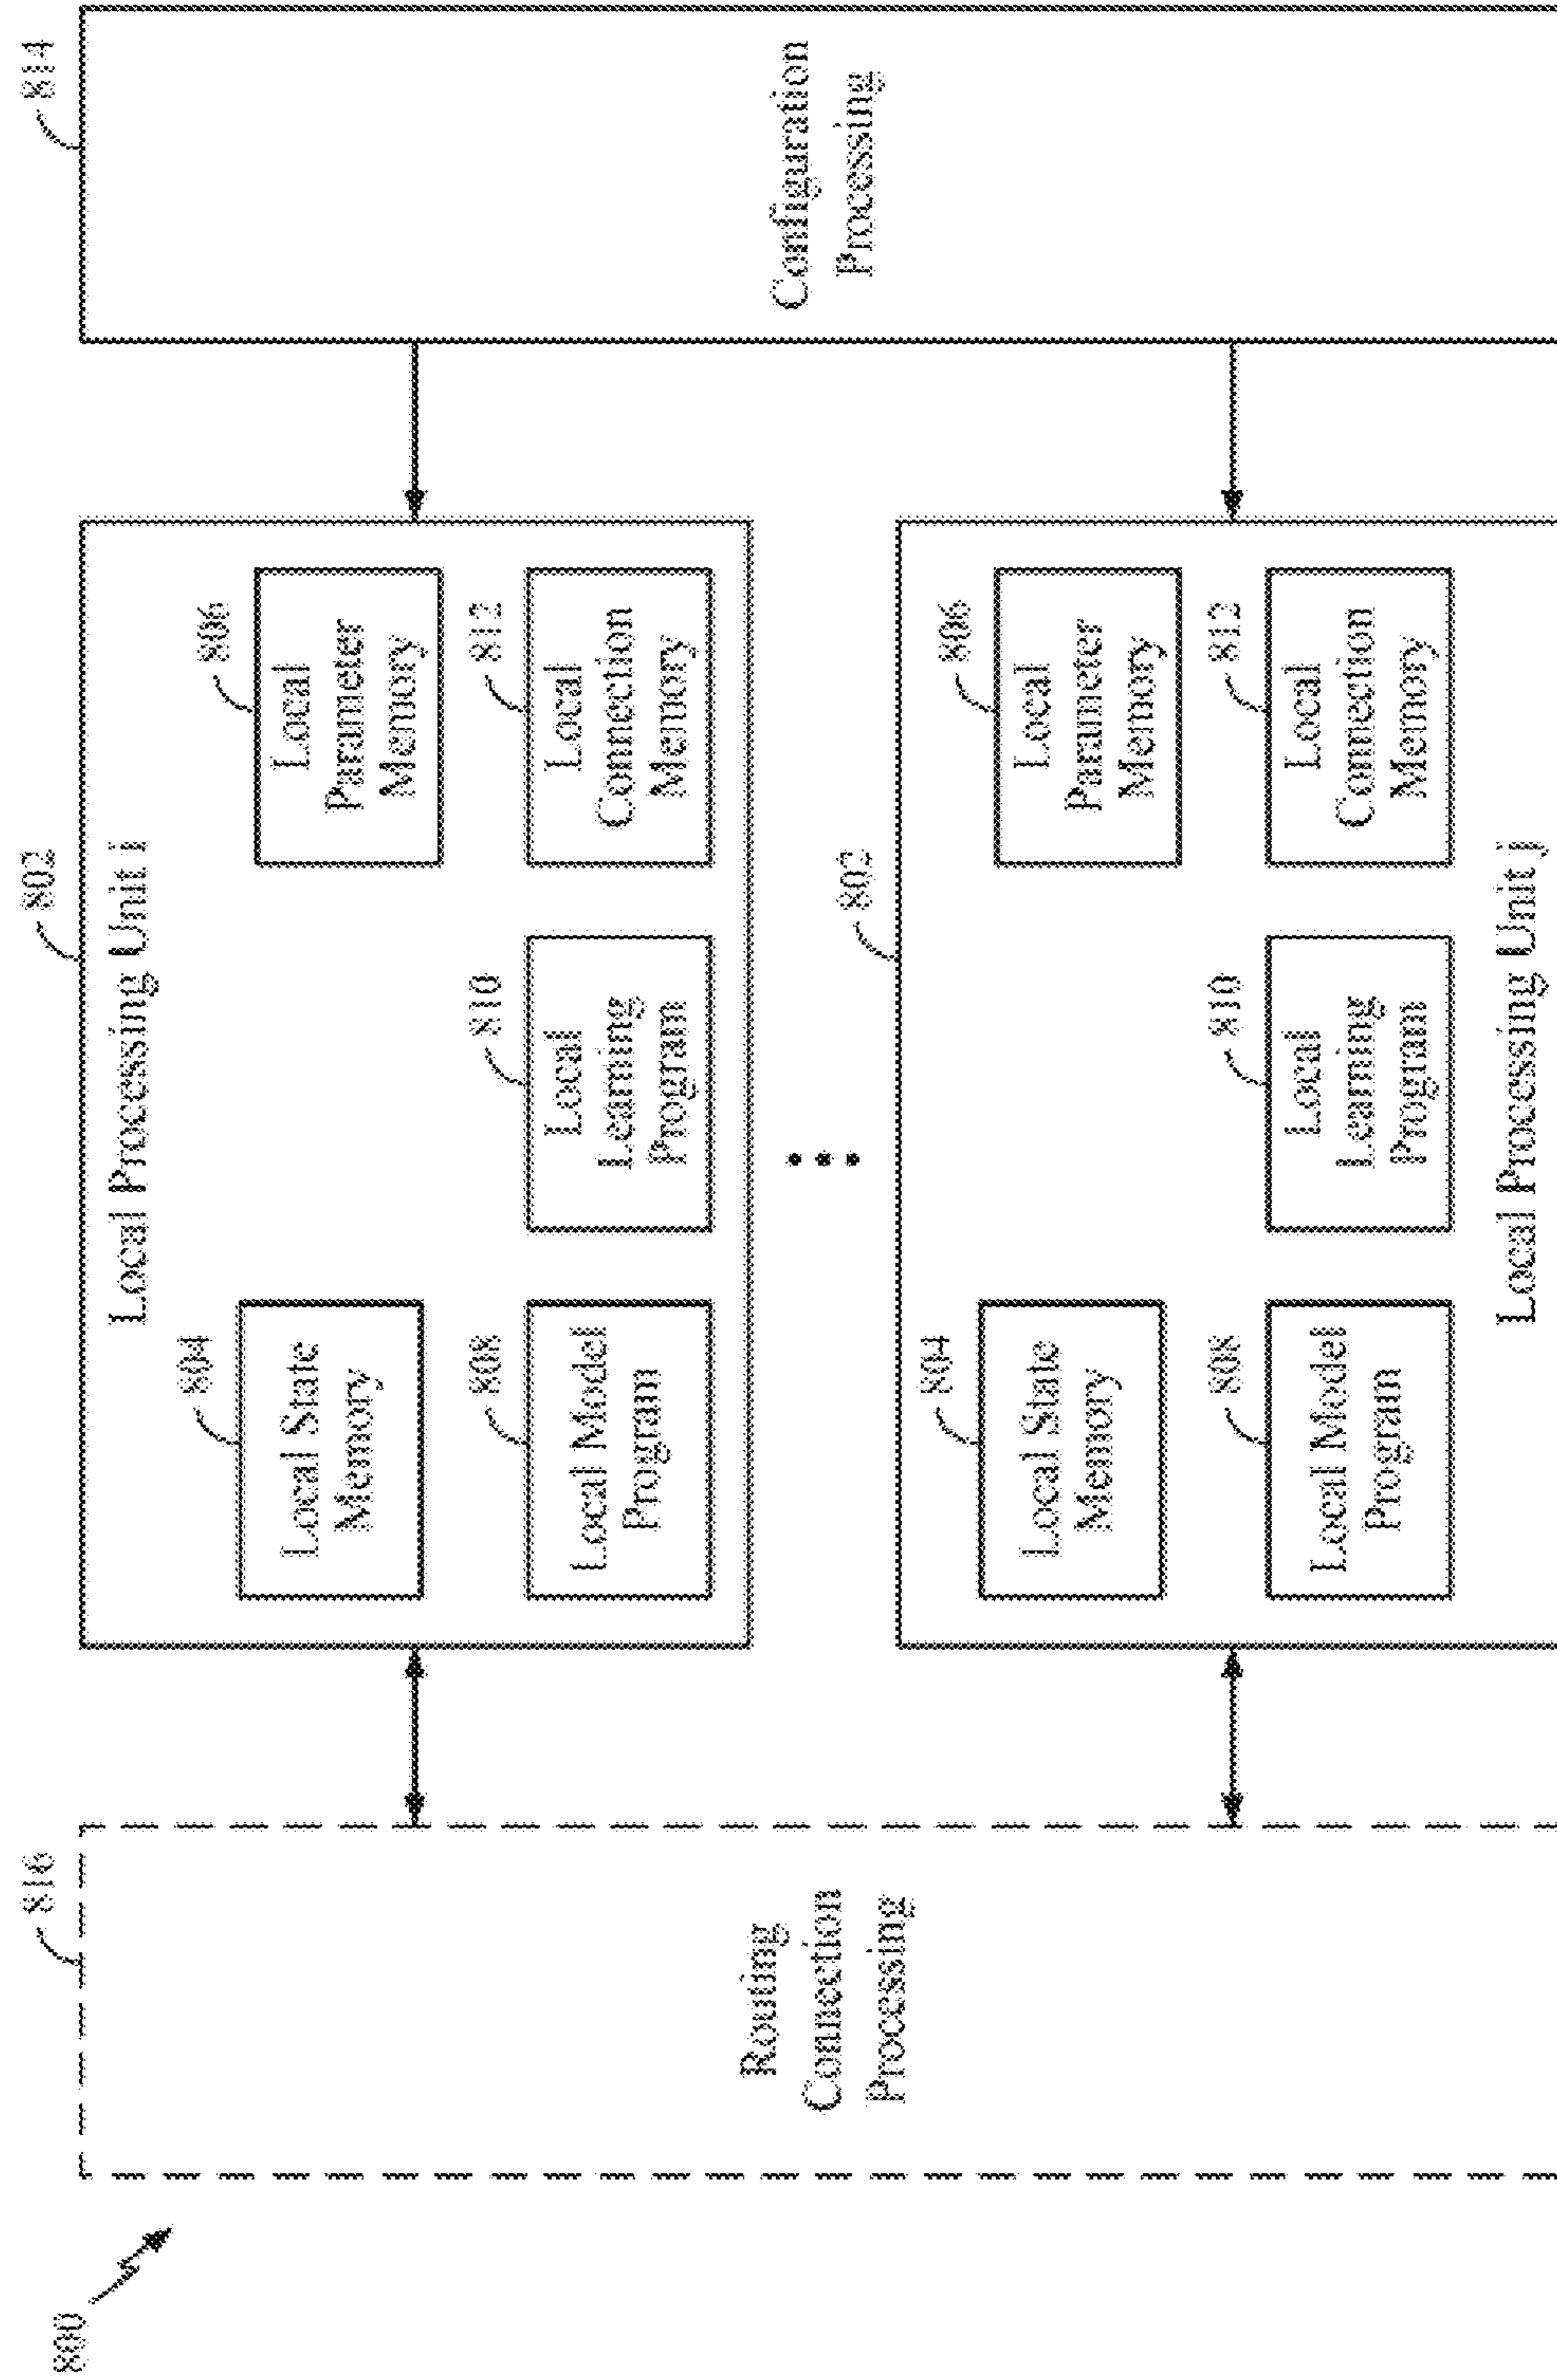 800
816
Routing
Connection
Processing
802
Local Processing Unit i
804
Local State
Memory
806
Local
Parameter
Memory
808
Local Model
Program
810
Local
Learning
Program
812
Local
Connection
Memory
802
804
Local State
Memory
806
Local
Parameter
Memory
808
Local Model
Program
810
Local
Learning
Program
812
Local
Connection
Memory
Local Processing Unit j
814
Configuration
Processing